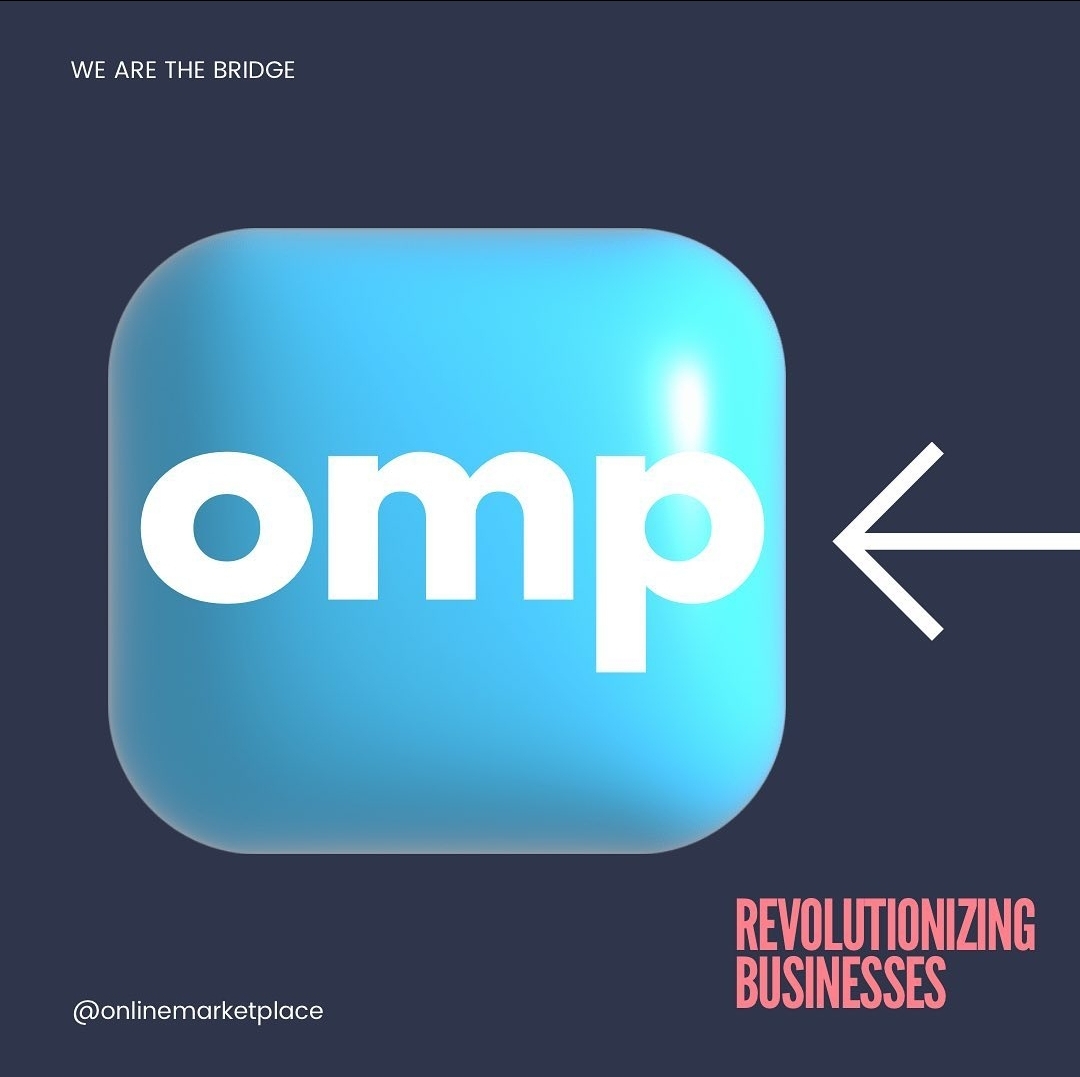 WE ARE THE BRIDGE
omp
REVOLUTIONIZING
BUSINESSES
@onlinemarketplace